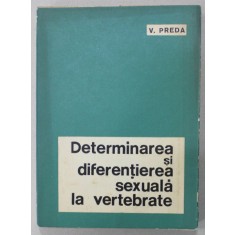 V. PREDA
Determinarea
și
diferențierea
sexuală
la vertebrate